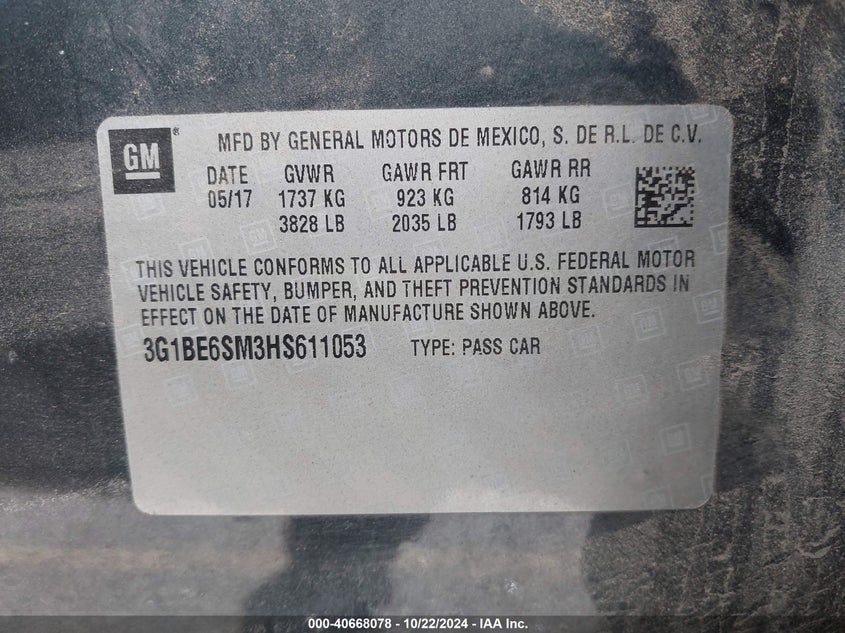 GM ® MFD BY GENERAL MOTORS DE MEXICO, S. DE R.L. DE C.V.
DATE GVWR GAWR FRT GAWR RR
05/17 1737 KG 923 KG 814 KG
3828 LB 2035 LB 1793 LB
THIS VEHICLE CONFORMS TO ALL APPLICABLE U.S. FEDERAL MOTOR
VEHICLE SAFETY, BUMPER, AND THEFT PREVENTION STANDARDS IN
EFFECT ON THE DATE OF MANUFACTURE SHOWN ABOVE.
3G1BE6SM3HS611053 TYPE: PASS CAR
000-40668078 - 10/22/2024 - IAA Inc.